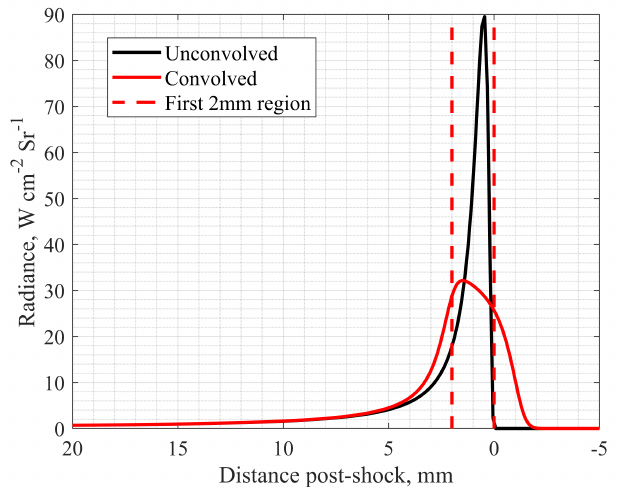 90
80
70
60
50
40
30
20
10
0
Radiance, W cm-2 Sr-1
Unconvolved
Convolved
First 2mm region
20 15 10 5 0 -5
Distance post-shock, mm